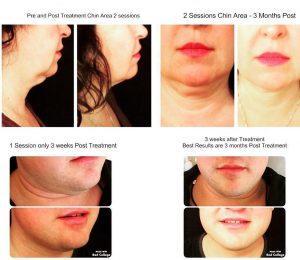 Pre and Post Treatment Chin Area 2 sessions
2 Sessions Chin Area - 3 Months Post
1 Session only 3 weeks Post Treatment
3 weeks after Treatment
Best Results are 3 months Post Treatment